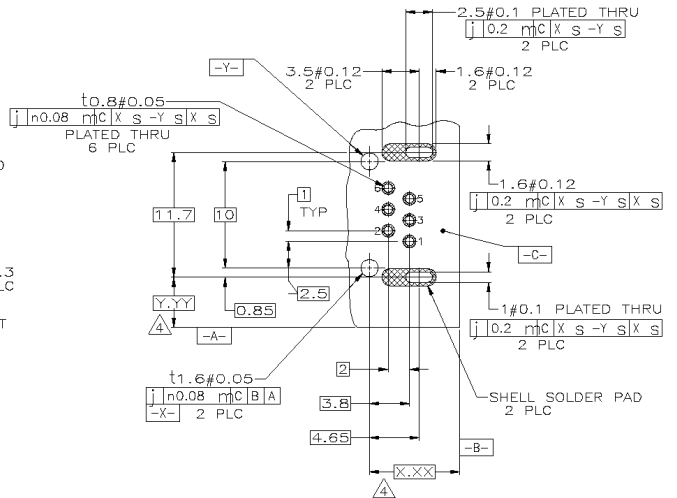 2.5#0.1 PLATED THRU
j 0.2 mC X s -Y s
2 PLC
-Y-
3.5#0.12
2 PLC
1.6#0.12
2 PLC
t0.8#0.05
j n0.08 mC X s -Y s X s
PLATED THRU
6 PLC
1.6#0.12
j 0.2 mC X s -Y s X s
2 PLC
11.7
10
1
TYP
6
5
4
3
2
1
-C-
.3
2.5
Y.YY
0.85
4
-A-
1#0.1 PLATED THRU
j 0.2 mC X s -Y s X s
2 PLC
t1.6#0.05
j n0.08 mC B A
-X- 2 PLC
2
3.8
4.65
SHELL SOLDER PAD
2 PLC
-B-
X.XX
4